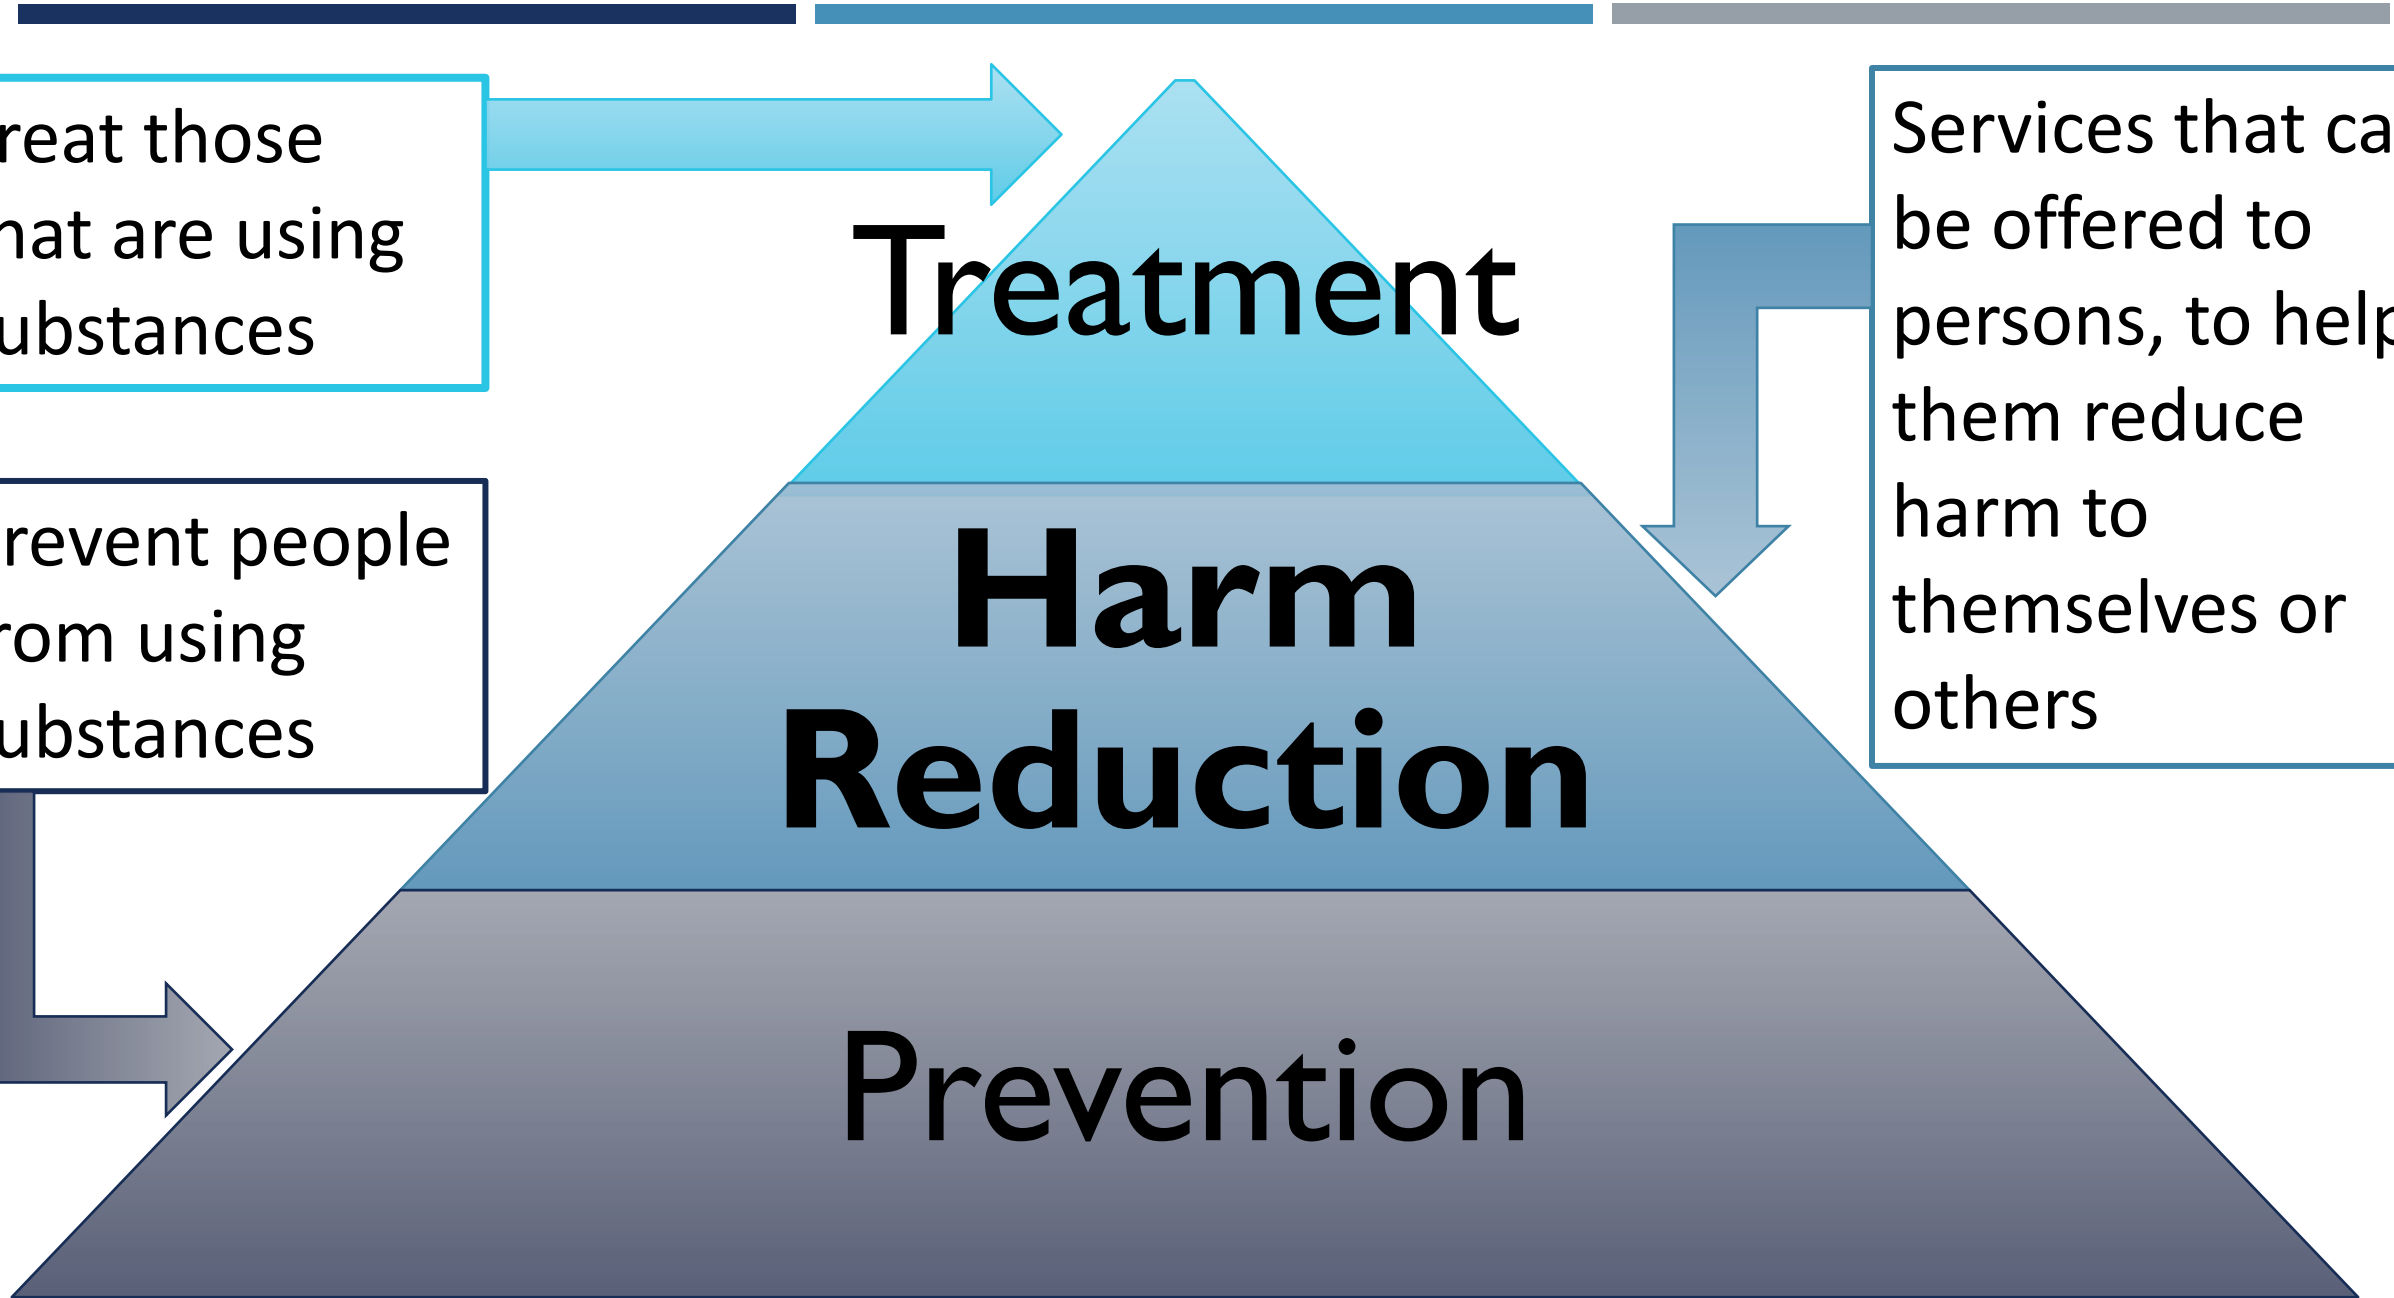 reat those
hat are using
ubstances
revent people
rom using
ubstances
Treatment
Harm
Reduction
Prevention
Services that ca
be offered to
persons, to help
them reduce
harm to
themselves or
others